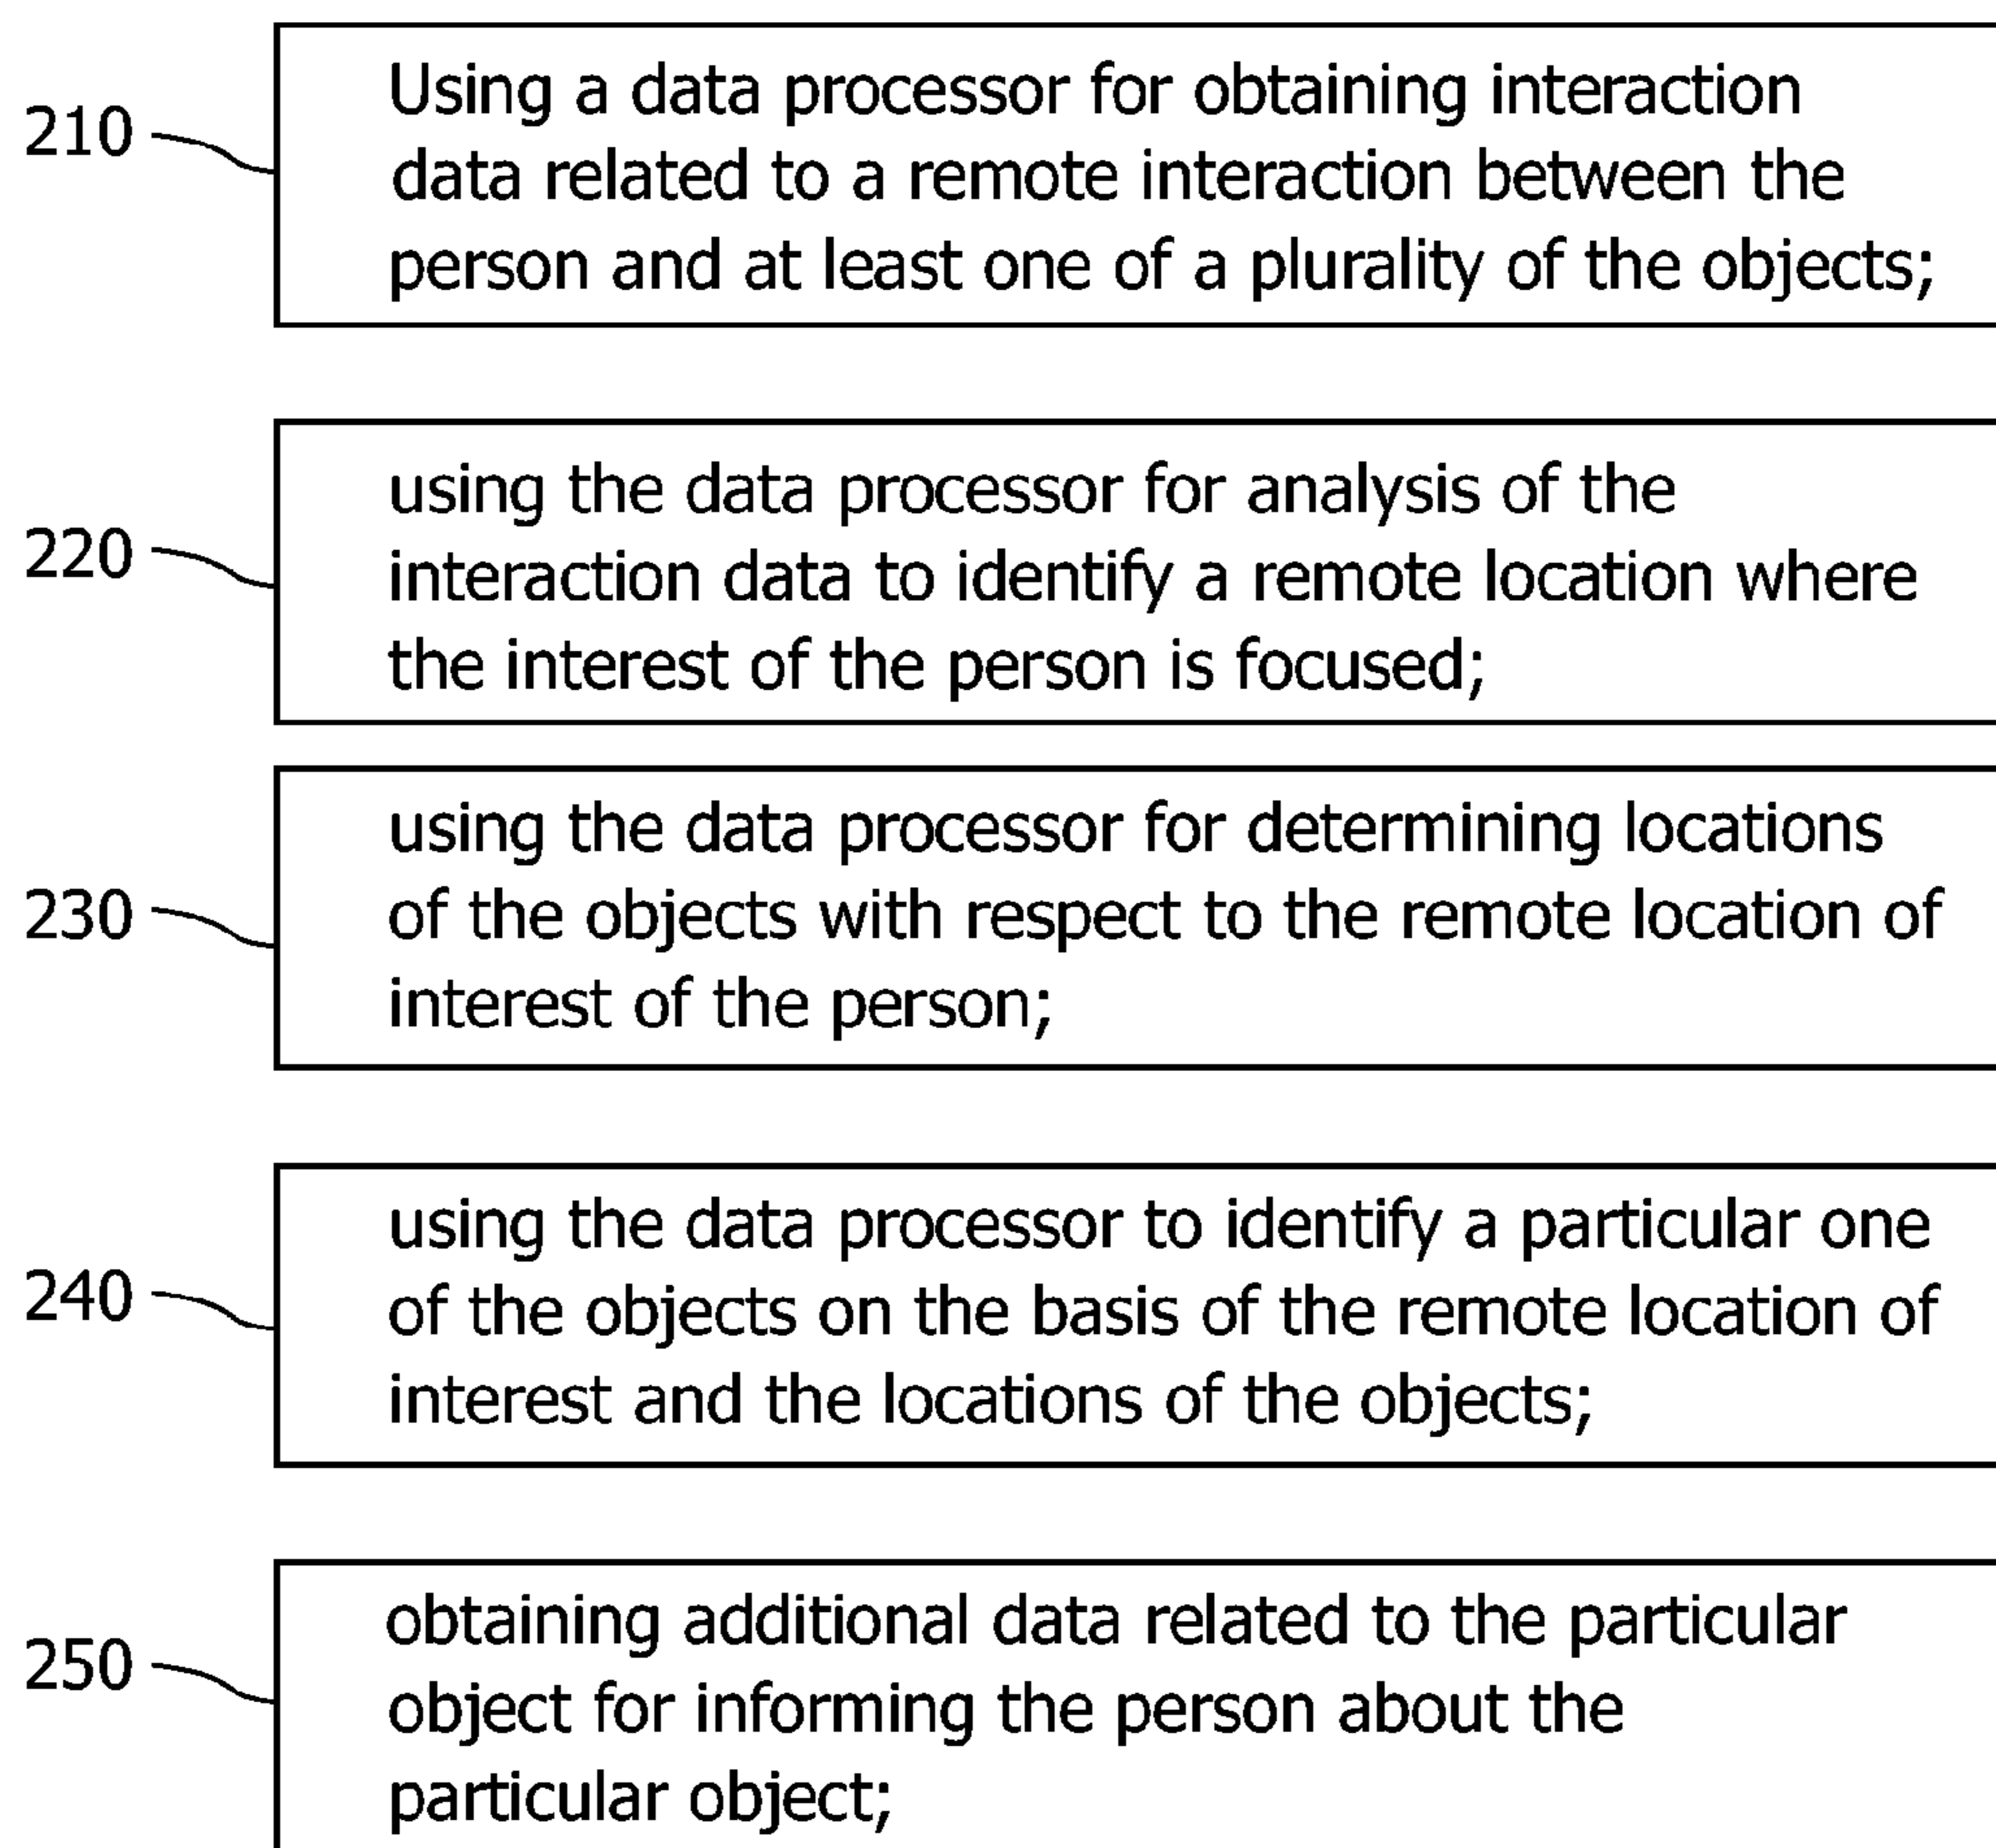 210
Using a data processor for obtaining interaction
data related to a remote interaction between the
person and at least one of a plurality of the objects;
220
using the data processor for analysis of the
interaction data to identify a remote location where
the interest of the person is focused;
230
using the data processor for determining locations
of the objects with respect to the remote location of
interest of the person;
240
using the data processor to identify a particular one
of the objects on the basis of the remote location of
interest and the locations of the objects;
250
obtaining additional data related to the particular
object for informing the person about the
particular object;